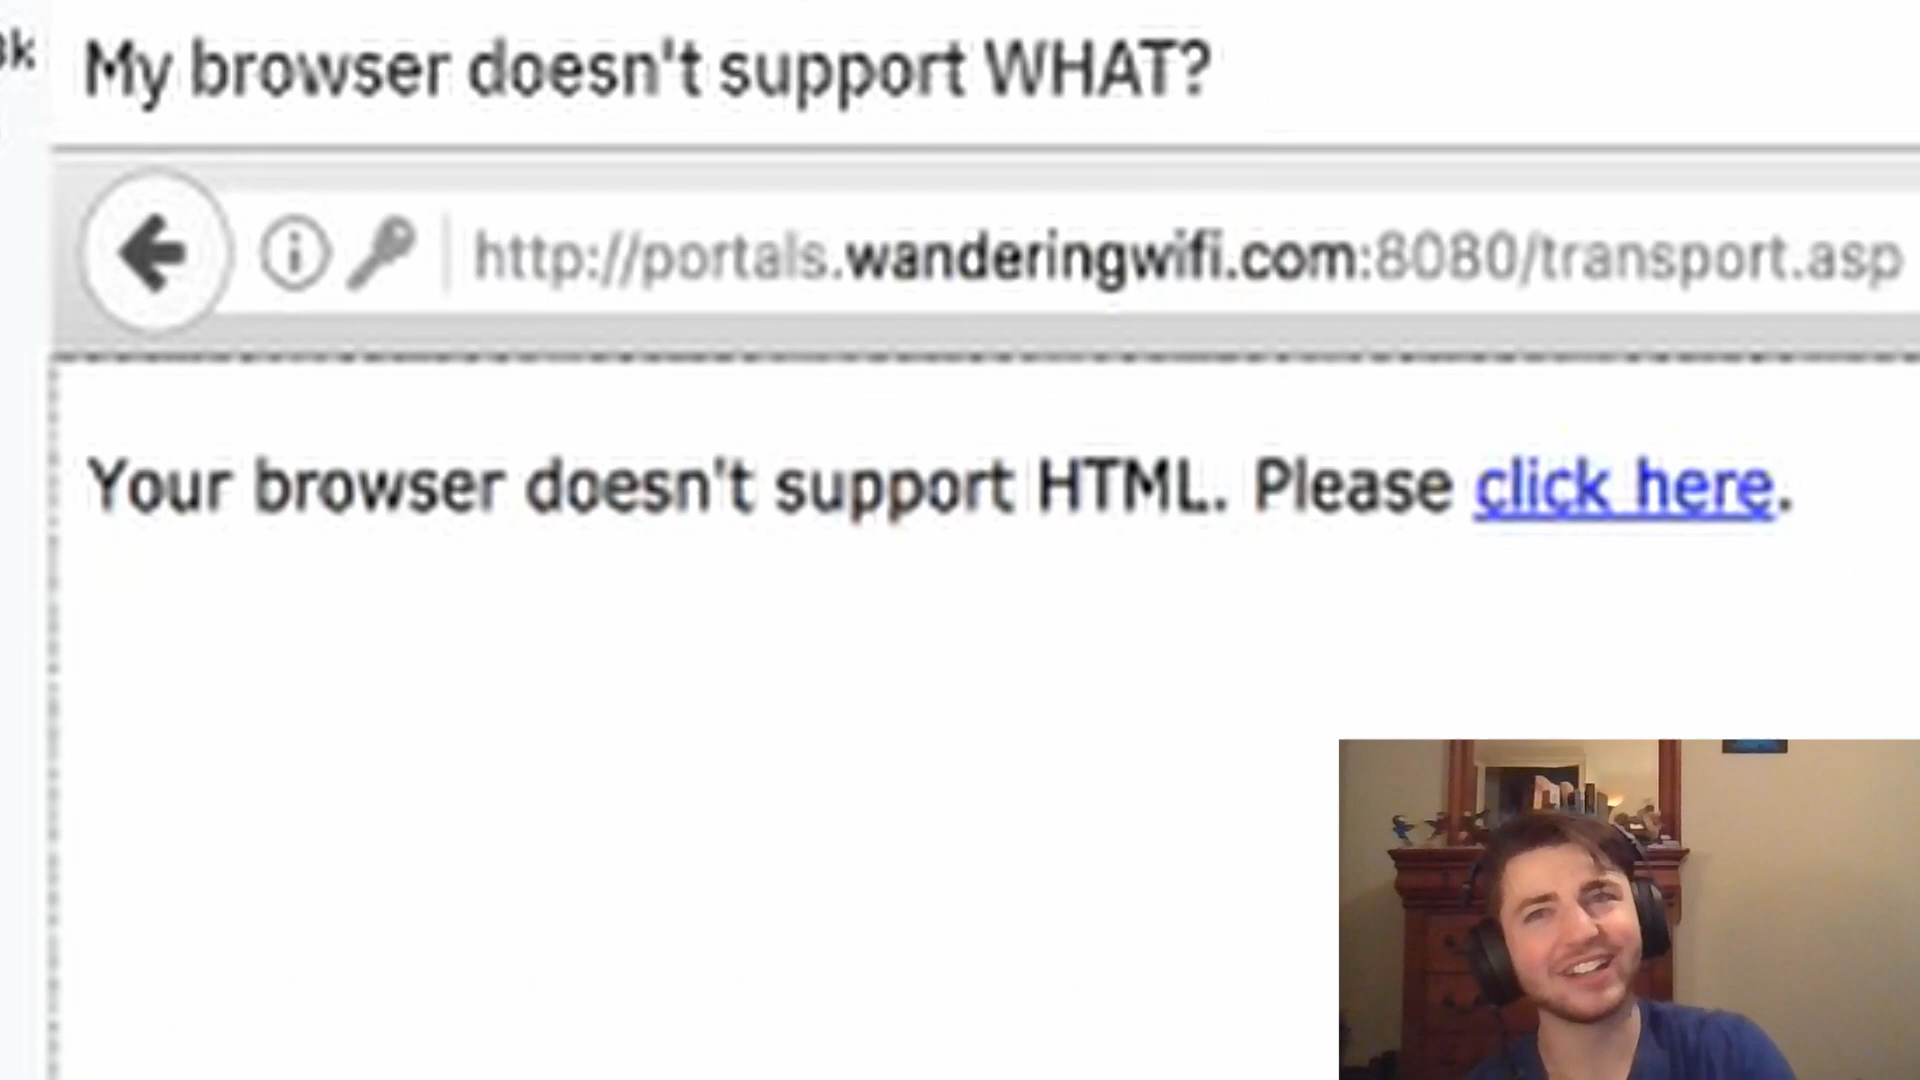 My browser doesn't support WHAT?
http://portals.wanderingwifi.com:8080/transport.asp
Your browser doesn't support HTML. Please click here.